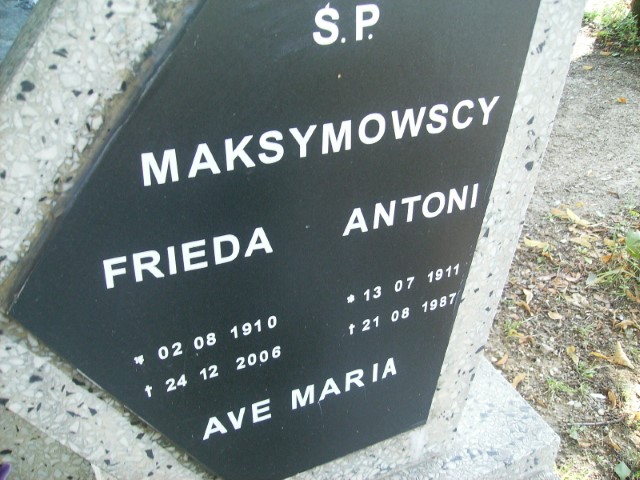 Ś.P.
MAKSYMOWSCY
FRIEDA ANTONI
* 02 08 1910 * 13 07 1911
† 24 12 2006 † 21 08 1987
AVE MARIA